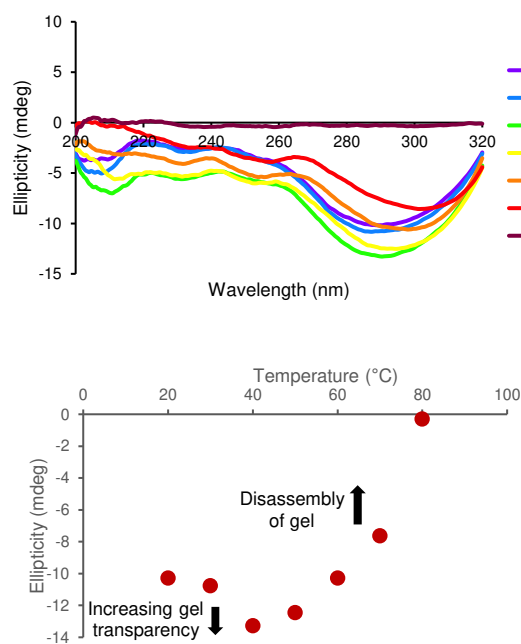 10
5
0
-5
-10
-15
200 220 240 260 280 300 320
Ellipticity (mdeg)
Wavelength (nm)
Temperature (°C)
0 20 40 60 80 100
0
-2
-4
-6
-8
-10
-12
-14
Ellipticity (mdeg)
Disassembly
of gel
Increasing gel
transparency